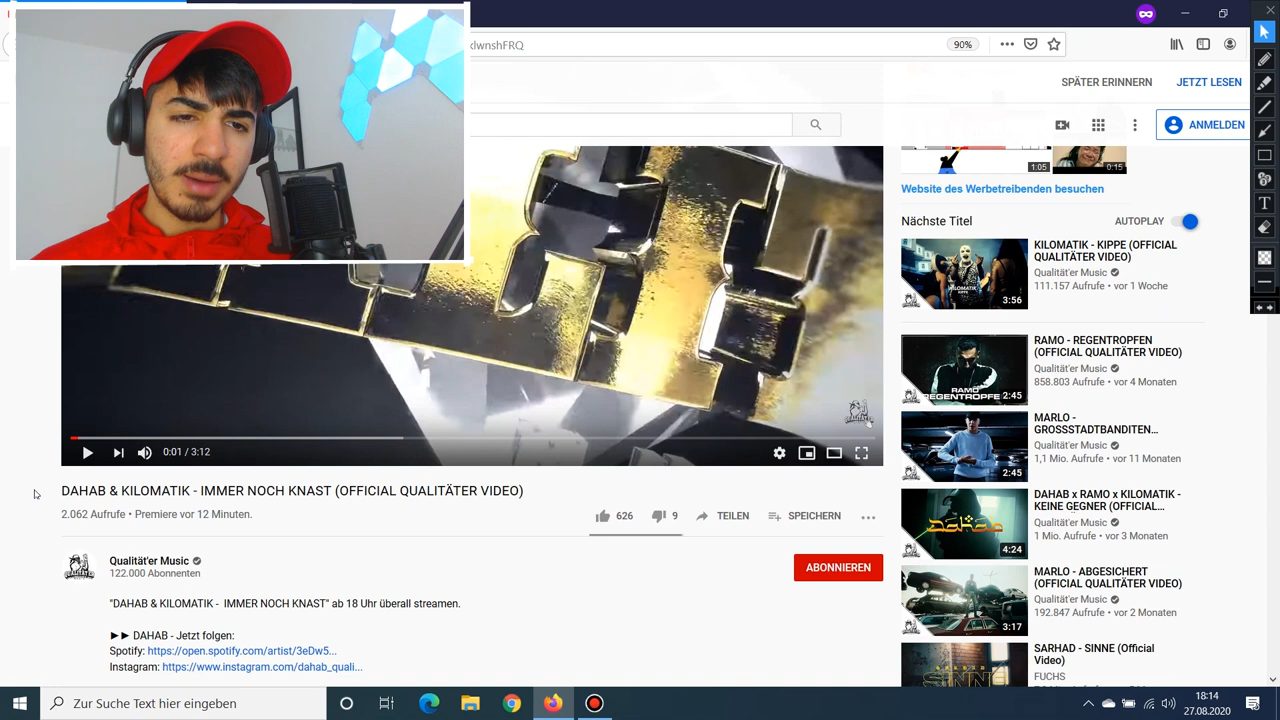 xlwnshFRQ
90%
SPÄTER ERINNERN
JETZT LESEN
ANMELDEN
1:05
0:15
Website des Werbetreibenden besuchen
Nächste Titel
AUTOPLAY
KILOMATIK - KIPPE (OFFICIAL
QUALITÄTER VIDEO)
Qualität'er Music
111.157 Aufrufe • vor 1 Woche
KILOMATIK
KIPPE
3:56
RAMO - REGENTROPFEN
(OFFICIAL QUALITÄTER VIDEO)
Qualität'er Music
858.803 Aufrufe • vor 4 Monaten
RAMO
REGENTROPFE
2:45
MARLO -
GROSSSTADTBANDITEN...
Qualität'er Music
1,1 Mio. Aufrufe • vor 11 Monaten
2:45
DAHAB x RAMO x KILOMATIK -
KEINE GEGNER (OFFICIAL...
Qualität'er Music
1 Mio. Aufrufe • vor 3 Monaten
Dahab
4:24
MARLO - ABGESICHERT
(OFFICIAL QUALITÄTER VIDEO)
Qualität'er Music
192.847 Aufrufe • vor 2 Monaten
3:17
SARHAD - SINNE (Official
Video)
FUCHS
SINNE
0:01 / 3:12
DAHAB & KILOMATIK - IMMER NOCH KNAST (OFFICIAL QUALITÄTER VIDEO)
2.062 Aufrufe • Premiere vor 12 Minuten.
626
9
TEILEN
SPEICHERN
Qualität'er Music
122.000 Abonnenten
ABONNIEREN
"DAHAB & KILOMATIK - IMMER NOCH KNAST" ab 18 Uhr überall streamen.
►► DAHAB - Jetzt folgen:
Spotify: https://open.spotify.com/artist/3eDw5...
Instagram: https://www.instagram.com/dahab_quali...
Zur Suche Text hier eingeben
18:14
27.08.2020